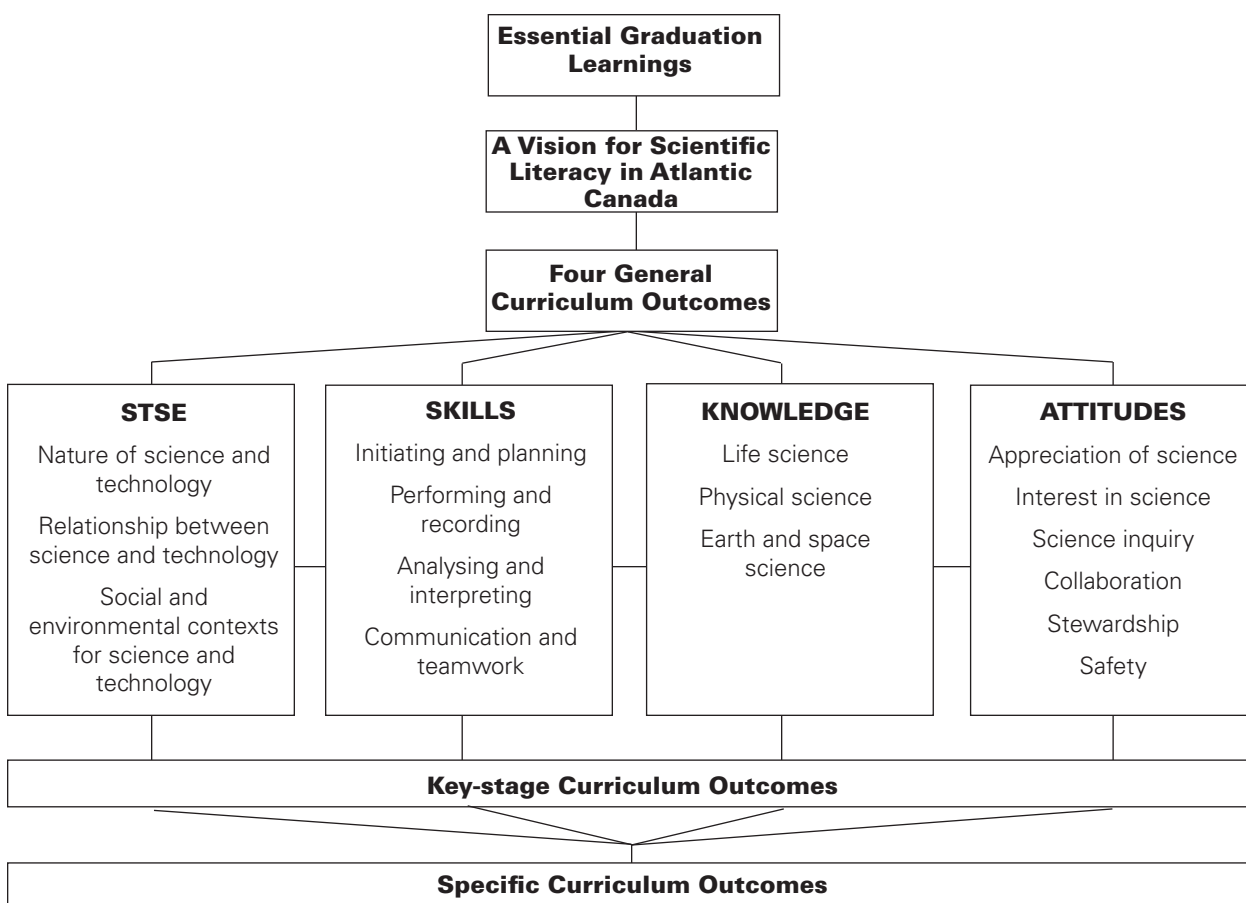 Essential Graduation
Learnings
A Vision for Scientific
Literacy in Atlantic
Canada
Four General
Curriculum Outcomes
STSE
Nature of science and
technology
Relationship between
science and technology
Social and
environmental contexts
for science and
technology
SKILLS
Initiating and planning
Performing and
recording
Analysing and
interpreting
Communication and
teamwork
KNOWLEDGE
Life science
Physical science
Earth and space
science
ATTITUDES
Appreciation of science
Interest in science
Science inquiry
Collaboration
Stewardship
Safety
Key-stage Curriculum Outcomes
Specific Curriculum Outcomes